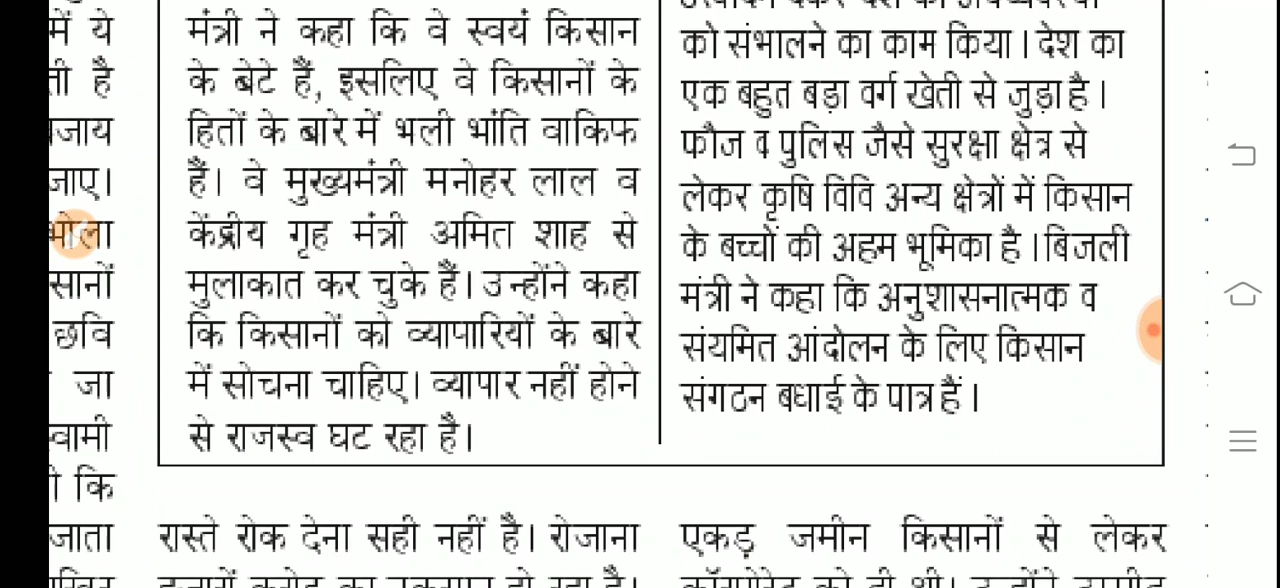 में ये
ती है
जाय
जाए।
सानों
छवि
जा
वामी
कि
जाता
मंत्री ने कहा कि वे स्वयं किसान
के बेटे हैं, इसलिए वे किसानों के
हितों के बारे में भली भांति वाकिफ
हैं। वे मुख्यमंत्री मनोहर लाल व
केंद्रीय गृह मंत्री अमित शाह से
मुलाकात कर चुके हैं। उन्होंने कहा
कि किसानों को व्यापारियों के बारे
में सोचना चाहिए। व्यापार नहीं होने
से राजस्व घट रहा है।
को संभालने का काम किया। देश का
एक बहुत बड़ा वर्ग खेती से जुड़ा है।
फौज व पुलिस जैसे सुरक्षा क्षेत्र से
लेकर कृषि विवि अन्य क्षेत्रों में किसान
के बच्चों की अहम भूमिका है।बिजली
मंत्री ने कहा कि अनुशासनात्मक व
संयमित आंदोलन के लिए किसान
संगठन बधाई के पात्र हैं।
रास्ते रोक देना सही नहीं है। रोजाना
एकड़ जमीन किसानों से लेकर